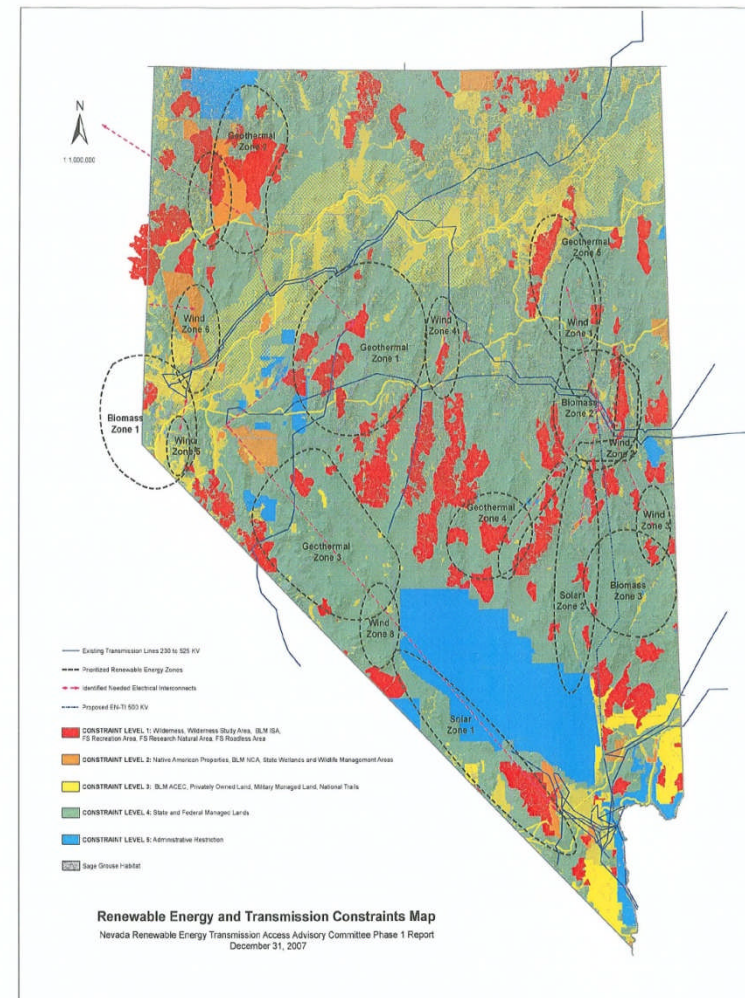 N
1:1,000,000
Geothermal
Zone
Geothermal
Zone 5
Wind
Zone 6
Wind
Zone 4
Wind
Zone 1
Geothermal
Zone 1
Biomass
Zone 1
Biomass
Zone 2
Wind
Zone 5
Wind
Zone 2
Geothermal
Zone 4
Wind
Zone 3
Geothermal
Zone 3
Biomass
Zone 3
Solar
Zone 2
Wind
Zone 8
Solar
Zone 1
Existing Transmission Lines 230 to 525 KV
Prioritized Renewable Energy Zones
Identified Needed Electrical Interconnects
Proposed EN-TI 500 KV
CONSTRAINT LEVEL 1: Wilderness, Wilderness Study Area, BLM ISA,
FS Recreation Area, FS Research Natural Area, FS Roadless Area
CONSTRAINT LEVEL 2: Native American Properties, BLM NCA, State Wetlands and Wildlife Management Areas
CONSTRAINT LEVEL 3: BLM ACEC, Privately Owned Land, Military Managed Land, National Trails
CONSTRAINT LEVEL 4: State and Federal Managed Lands
CONSTRAINT LEVEL 5: Administrative Restriction
Sage Grouse Habitat
Renewable Energy and Transmission Constraints Map
Nevada Renewable Energy Transmission Access Advisory Committee Phase 1 Report
December 31, 2007